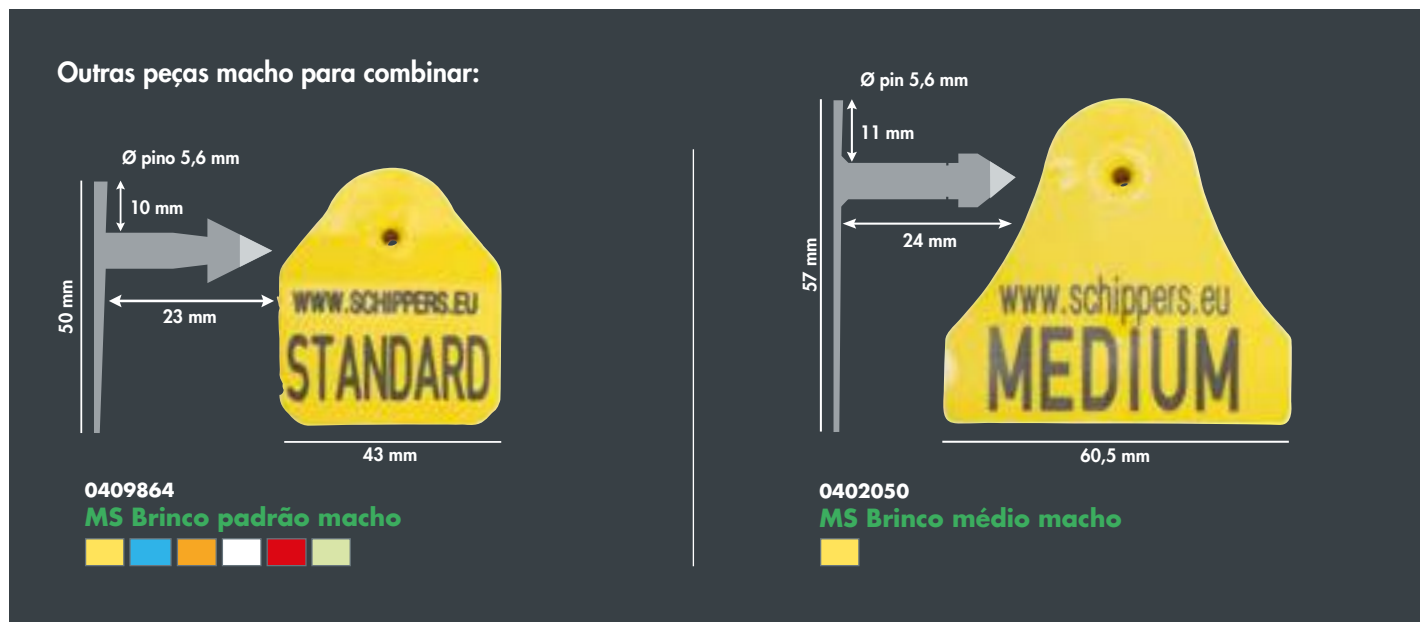 Outras peças macho para combinar:
Ø pino 5,6 mm
10 mm
50 mm
23 mm
WWW.SCHIPPERS.EU
STANDARD
43 mm
0409864
MS Brinco padrão macho
Ø pin 5,6 mm
11 mm
24 mm
57 mm
www.schippers.eu
MEDIUM
60,5 mm
0402050
MS Brinco médio macho